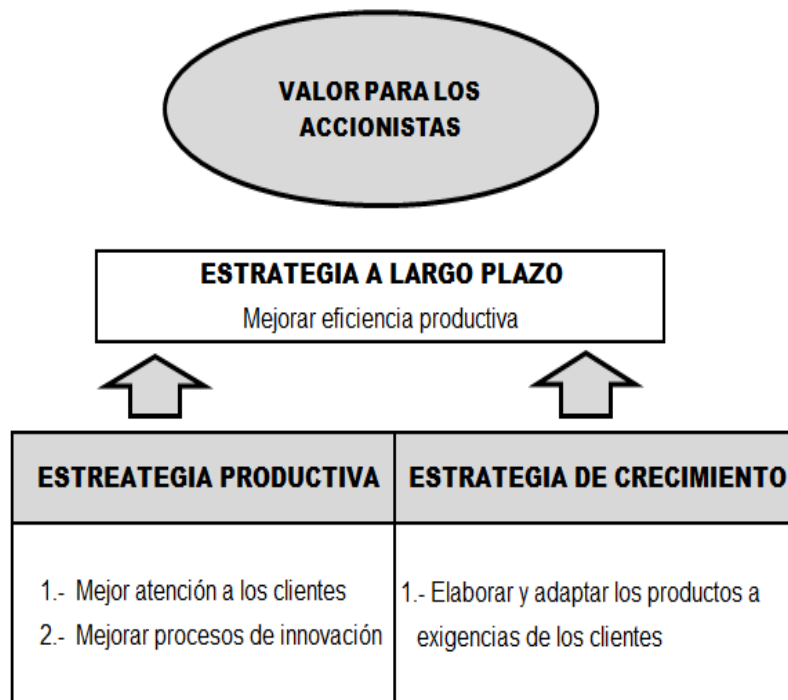 VALOR PARA LOS
ACCIONISTAS
ESTRATEGIA A LARGO PLAZO
Mejorar eficiencia productiva
ESTREATEGIA PRODUCTIVA
ESTRATEGIA DE CRECIMIENTO
1.- Mejor atención a los clientes
2.- Mejorar procesos de innovación
1.- Elaborar y adaptar los productos a
exigencias de los clientes